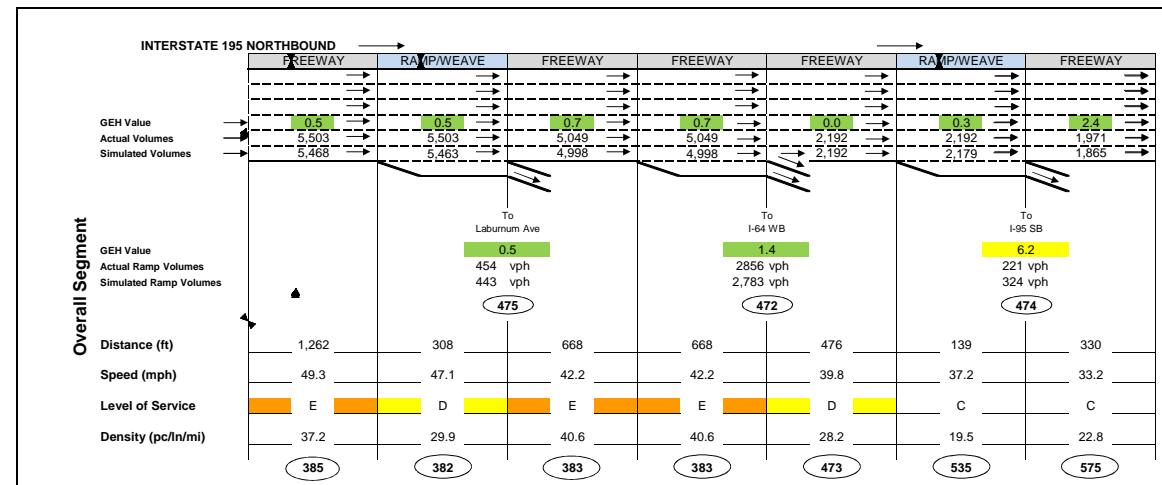 INTERSTATE 195 NORTHBOUND
FREEWAY RAMP/WEAVE FREEWAY FREEWAY FREEWAY RAMP/WEAVE FREEWAY
GEH Value 0.5 0.5 0.7 0.7 0.0 0.3 2.4
Actual Volumes 5,503 5,503 5,049 5,049 2,192 2,192 1,971
Simulated Volumes 5,468 5,463 4,998 4,998 2,192 2,179 1,865
To To To
Laburnum Ave I-64 WB I-95 SB
Overall Segment
GEH Value 0.5 1.4 6.2
Actual Ramp Volumes 454 vph 2856 vph 221 vph
Simulated Ramp Volumes 443 vph 2,783 vph 324 vph
475 472 474
Distance (ft) 1,262 308 668 668 476 139 330
Speed (mph) 49.3 47.1 42.2 42.2 39.8 37.2 33.2
Level of Service E D E E D C C
Density (pc/ln/mi) 37.2 29.9 40.6 40.6 28.2 19.5 22.8
385 382 383 383 473 535 575